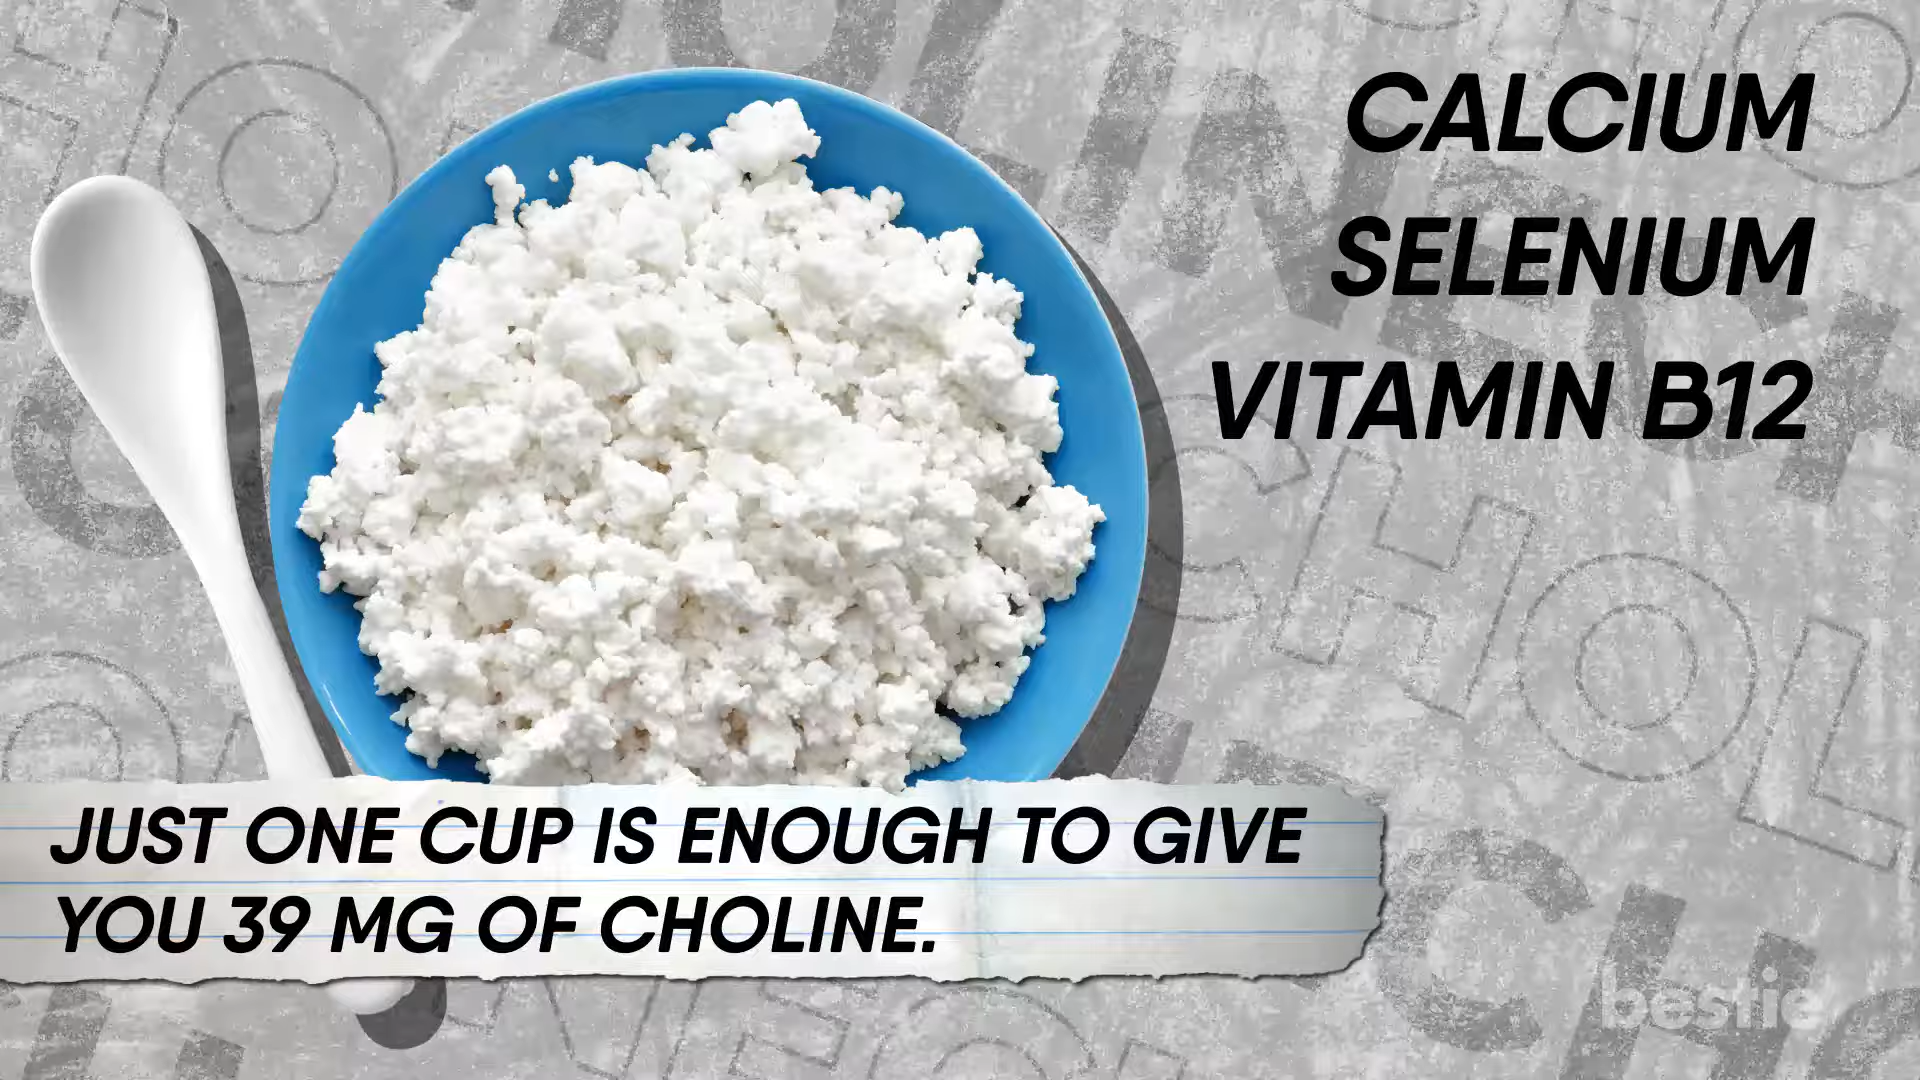 CALCIUM
SELENIUM
VITAMIN B12
JUST ONE CUP IS ENOUGH TO GIVE
YOU 39 MG OF CHOLINE.
bestie